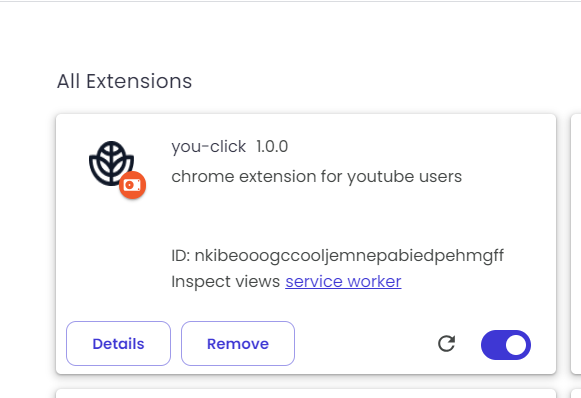 All Extensions
you-click 1.0.0
chrome extension for youtube users
ID: nkibeooogccooljemnepabiedpehmgff
Inspect views service worker
Details
Remove